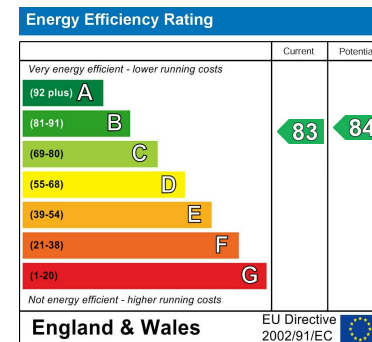 Energy Efficiency Rating
Current Potentia
Very energy efficient - lower running costs
(92 plus) A
(81-91) B
83 84
(69-80) C
(55-68) D
(39-54) E
(21-38) F
(1-20) G
Not energy efficient - higher running costs
England & Wales
EU Directive
2002/91/EC